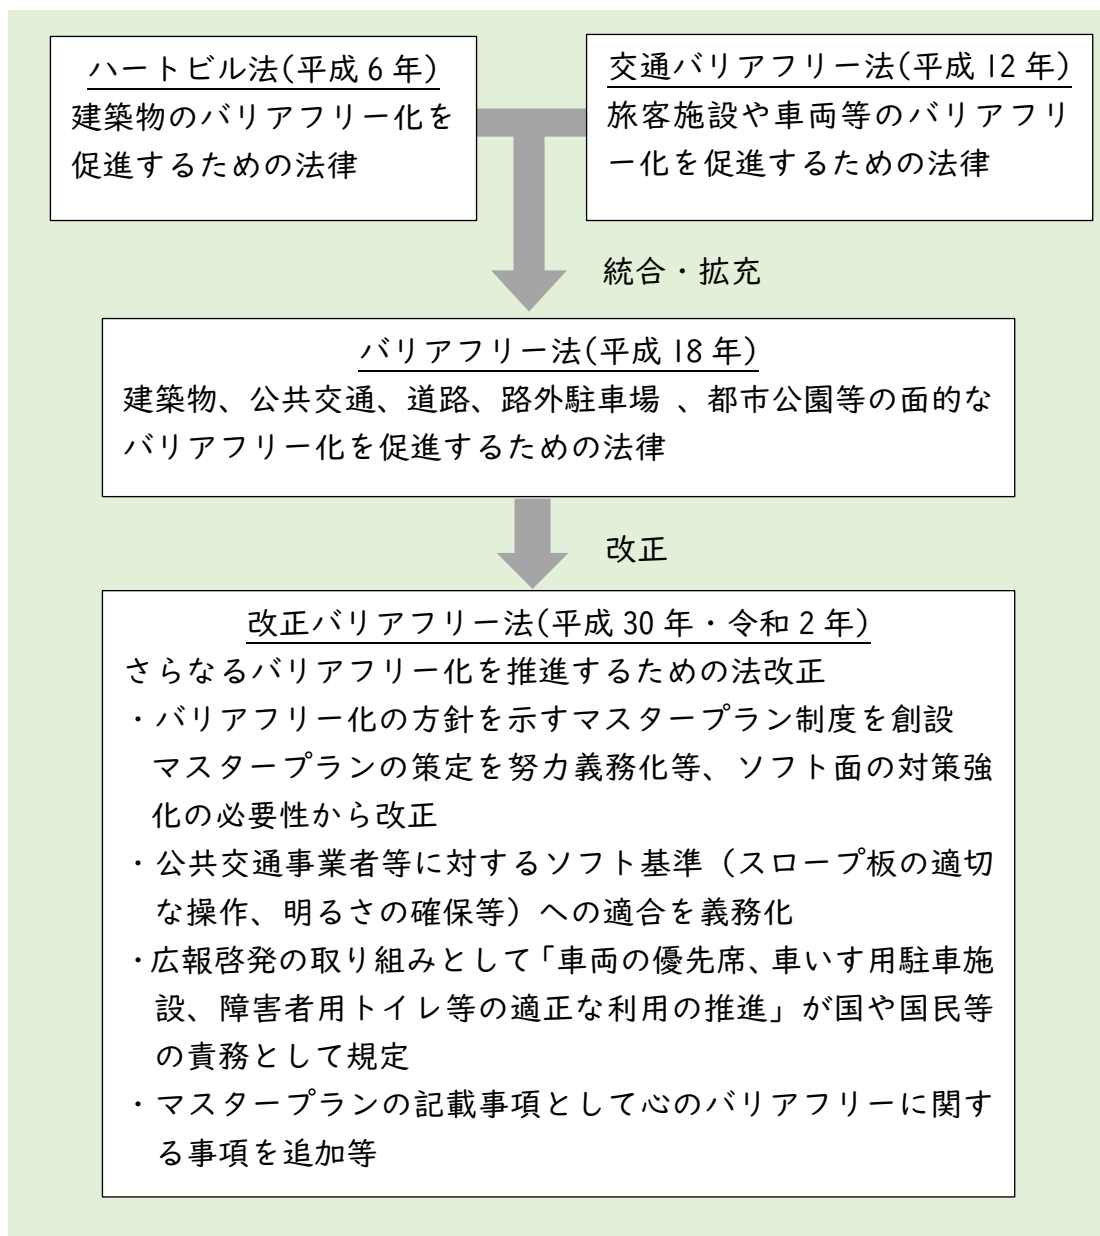 ハートビル法(平成6年)
建築物のバリアフリー化を
促進するための法律
交通バリアフリー法(平成12年)
旅客施設や車両等のバリアフリ
ー化を促進するための法律
統合・拡充
バリアフリー法(平成18年)
建築物、公共交通、道路、路外駐車場 、都市公園等の面的な
バリアフリー化を促進するための法律
改正
改正バリアフリー法(平成30年・令和2年)
さらなるバリアフリー化を推進するための法改正
・バリアフリー化の方針を示すマスタープラン制度を創設
マスタープランの策定を努力義務化等、ソフト面の対策強
化の必要性から改正
・公共交通事業者等に対するソフト基準（スロープ板の適切
な操作、明るさの確保等）への適合を義務化
・広報啓発の取り組みとして「車両の優先席、車いす用駐車施
設、障害者用トイレ等の適正な利用の推進」が国や国民等
の責務として規定
・マスタープランの記載事項として心のバリアフリーに関す
る事項を追加等